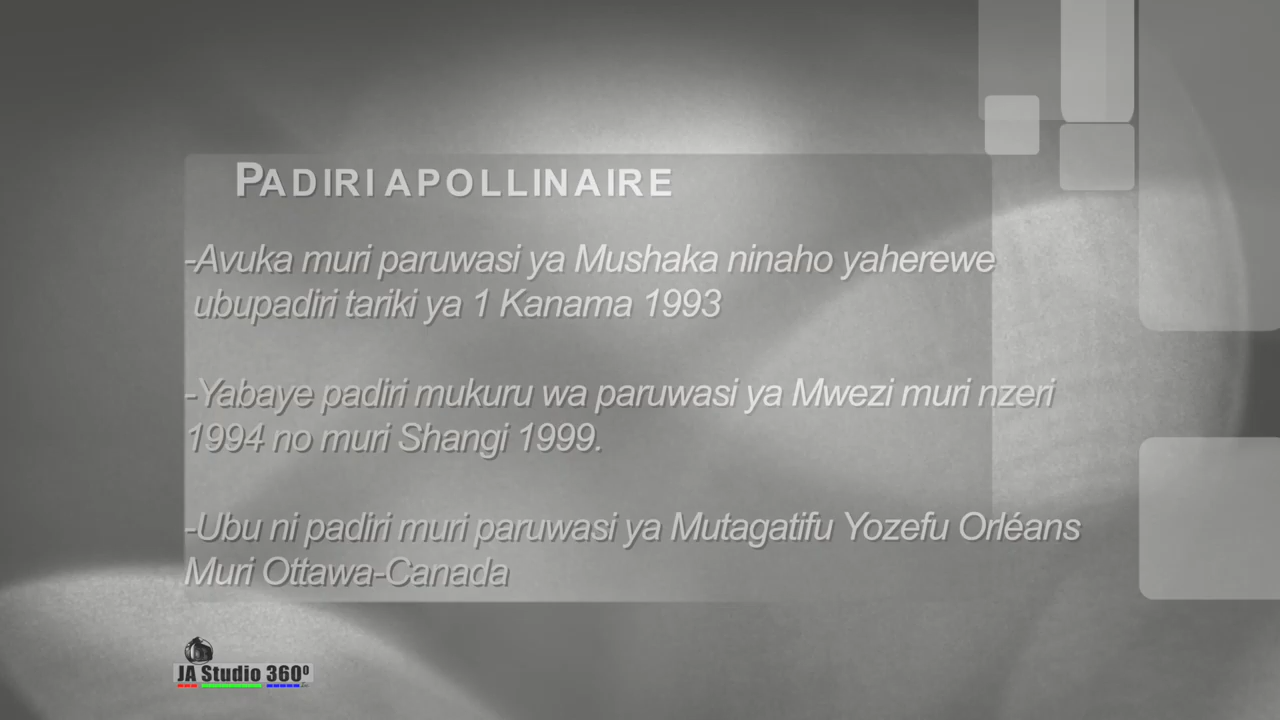 PADIRI APOLLINAIRE
-Avuka muri paruwasi ya Mushaka ninaho yaherewe
ubupadiri tariki ya 1 Kanama 1993
-Yabaye padiri mukuru wa paruwasi ya Mwezi muri nzeri
1994 no muri Shangi 1999.
-Ubu ni padiri muri paruwasi ya Mutagatifu Yozefu Orléans
Muri Ottawa-Canada
JA Studio 360⁰